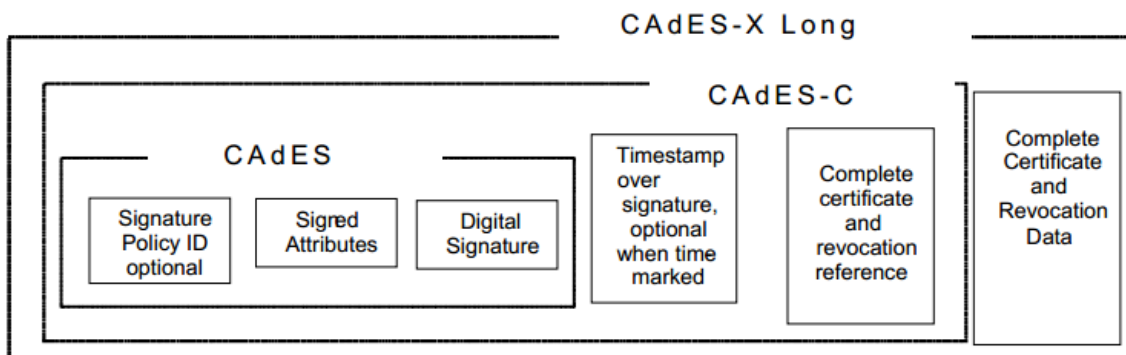 CAdES-X Long
CAdES-C
CAdES
Signature
Policy ID
optional
Signed
Attributes
Digital
Signature
Timestamp
over
signature,
optional
when time
marked
Complete
certificate
and
revocation
reference
Complete
Certificate
and
Revocation
Data